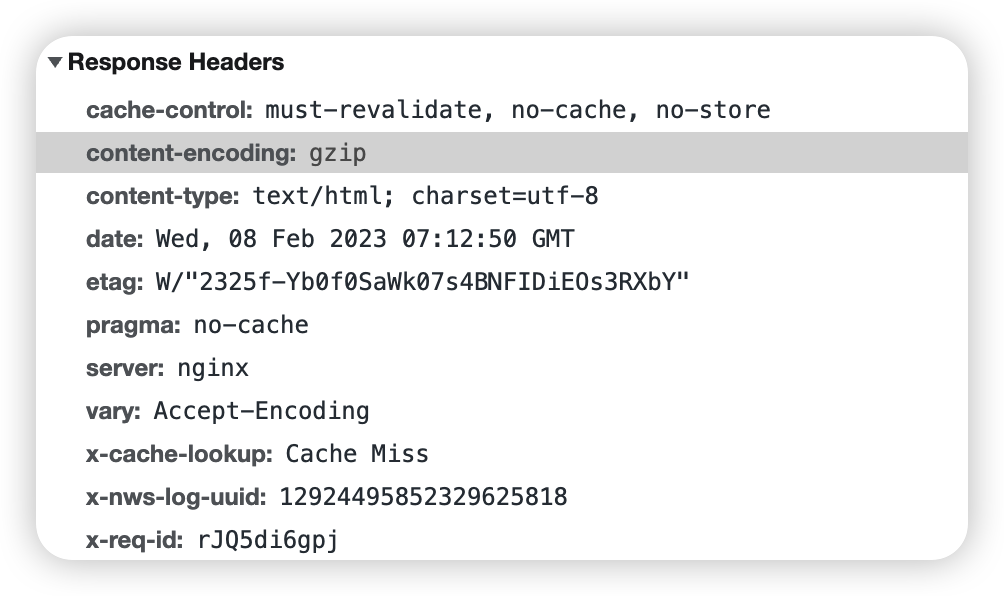 Response Headers
cache-control: must-revalidate, no-cache, no-store
content-encoding: gzip
content-type: text/html; charset=utf-8
date: Wed, 08 Feb 2023 07:12:50 GMT
etag: W/"2325f-Yb0f0SaWk07s4BNFIDiEOs3RXbY"
pragma: no-cache
server: nginx
vary: Accept-Encoding
x-cache-lookup: Cache Miss
x-nws-log-uuid: 12924495852329625818
x-req-id: rJQ5di6gpj